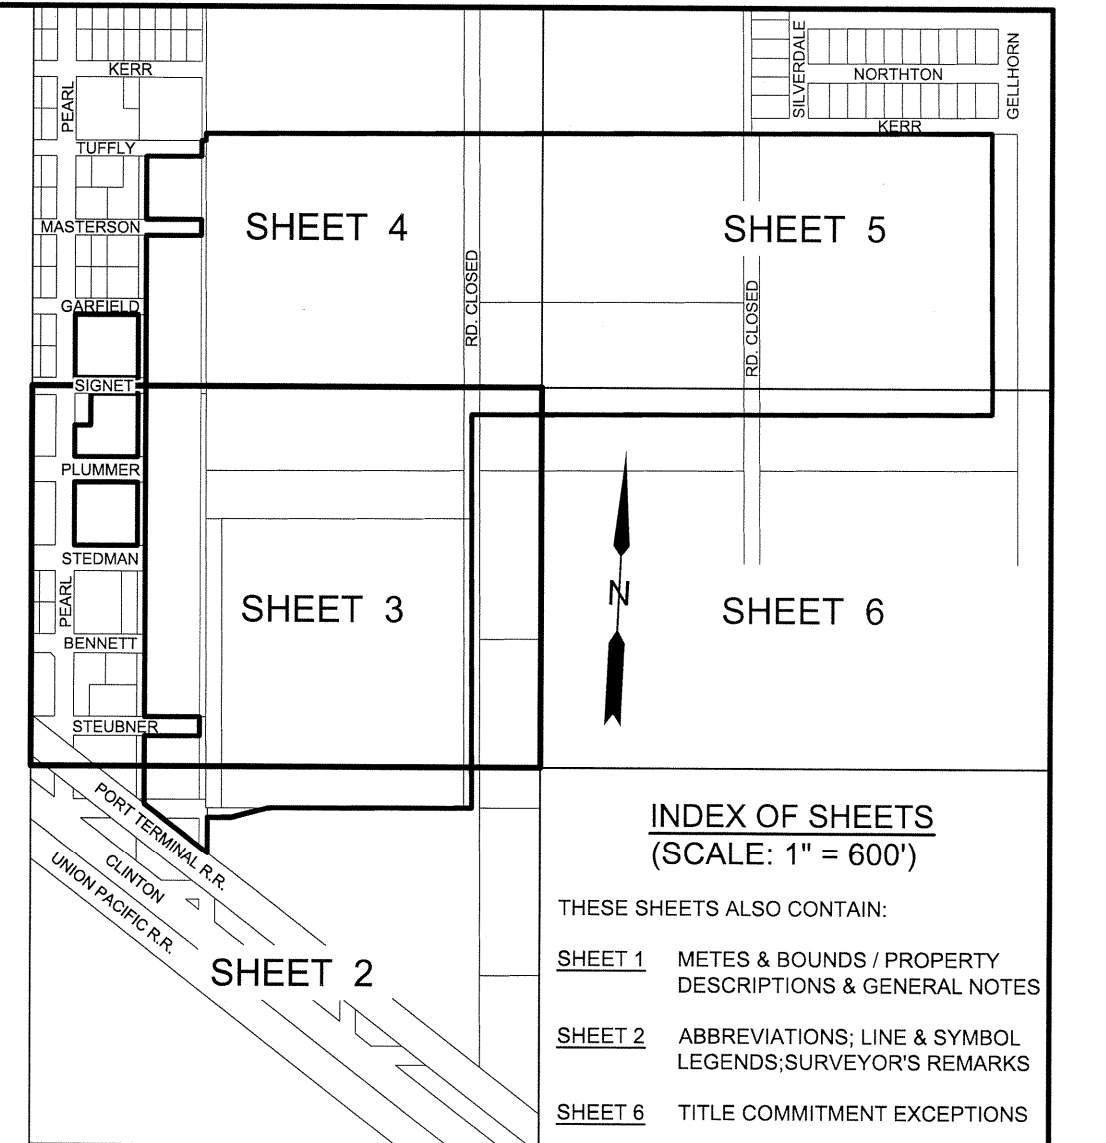 KERR
PEARL
TUFFLY
MASTERSON
GARFIELD
SIGNET
PLUMMER
STEDMAN
PEARL
BENNETT
STEUBNER
SILVERDALE
NORTHTON
GELLHORN
KERR
SHEET 4
SHEET 5
RD. CLOSED
RD. CLOSED
SHEET 3
N
SHEET 6
PORT TERMINAL R.R.
CLINTON
UNION PACIFIC R.R.
SHEET 2
INDEX OF SHEETS
(SCALE: 1" = 600')
THESE SHEETS ALSO CONTAIN:
SHEET 1 METES & BOUNDS / PROPERTY
DESCRIPTIONS & GENERAL NOTES
SHEET 2 ABBREVIATIONS; LINE & SYMBOL
LEGENDS;SURVEYOR'S REMARKS
SHEET 6 TITLE COMMITMENT EXCEPTIONS